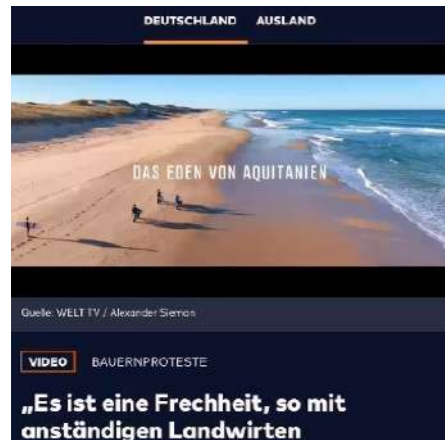 DEUTSCHLAND AUSLAND
DAS EDEN VON AQUITANIEN
Quelle: WELT TV / Alexander Siemon
VIDEO BAUERNPROTESTE
„Es ist eine Frechheit, so mit
anständigen Landwirten